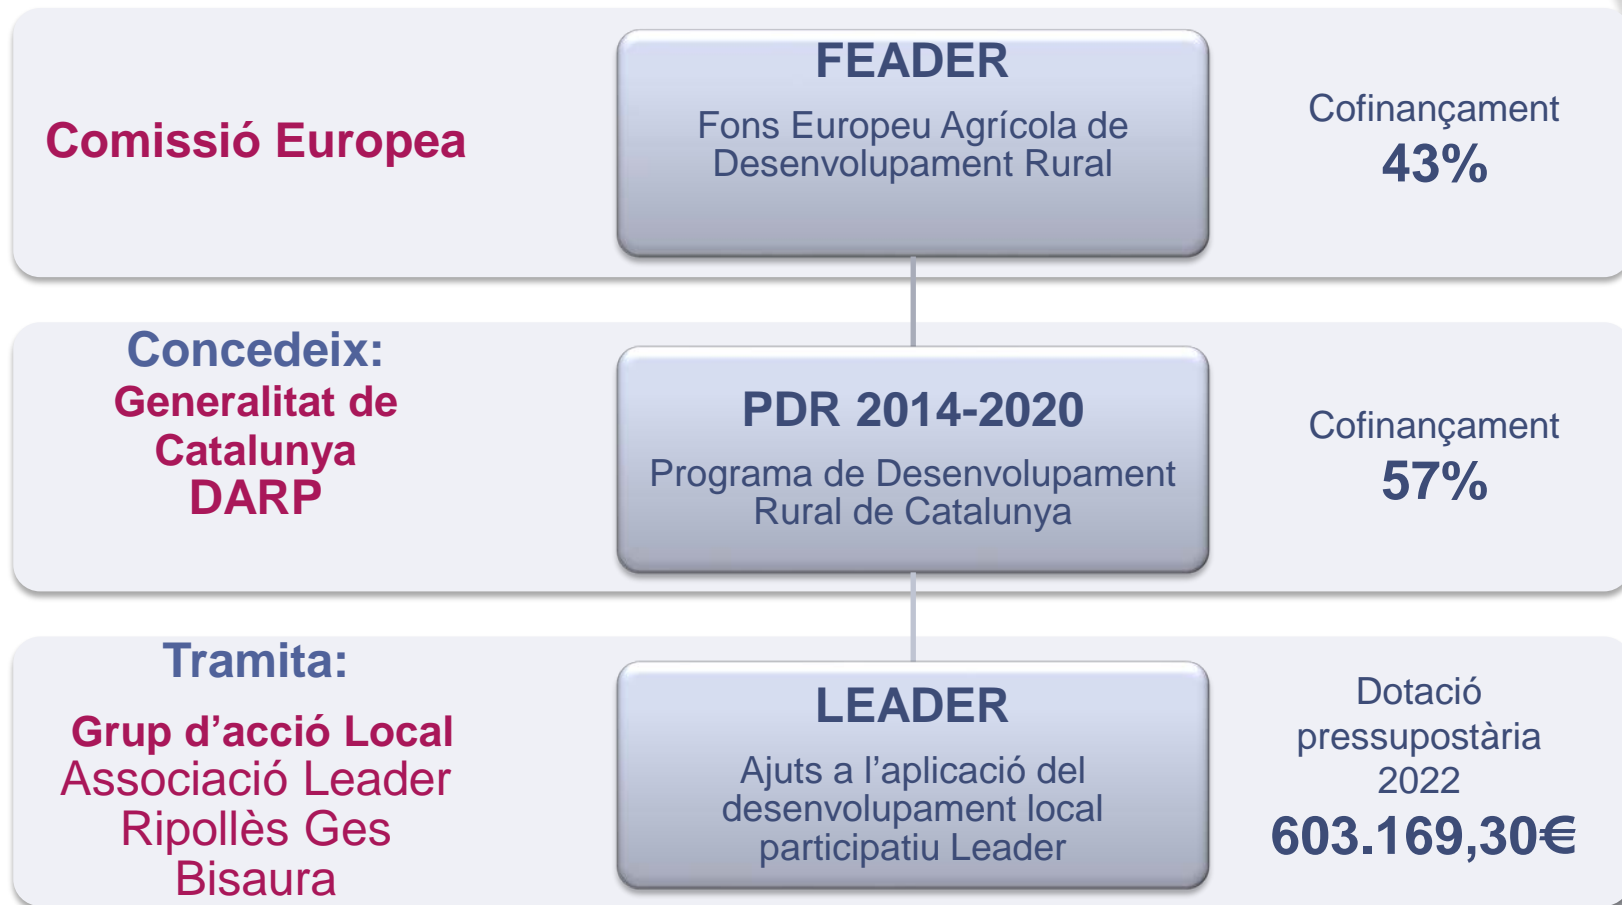 Comissió Europea
FEADER
Fons Europeu Agrícola de
Desenvolupament Rural
Cofinançament
43%
Concedeix:
Generalitat de
Catalunya
DARP
PDR 2014-2020
Programa de Desenvolupament
Rural de Catalunya
Cofinançament
57%
Tramita:
Grup d’acció Local
Associació Leader
Ripollès Ges
Bisaura
LEADER
Ajuts a l’aplicació del
desenvolupament local
participatiu Leader
Dotació
pressupostària
2022
603.169,30€